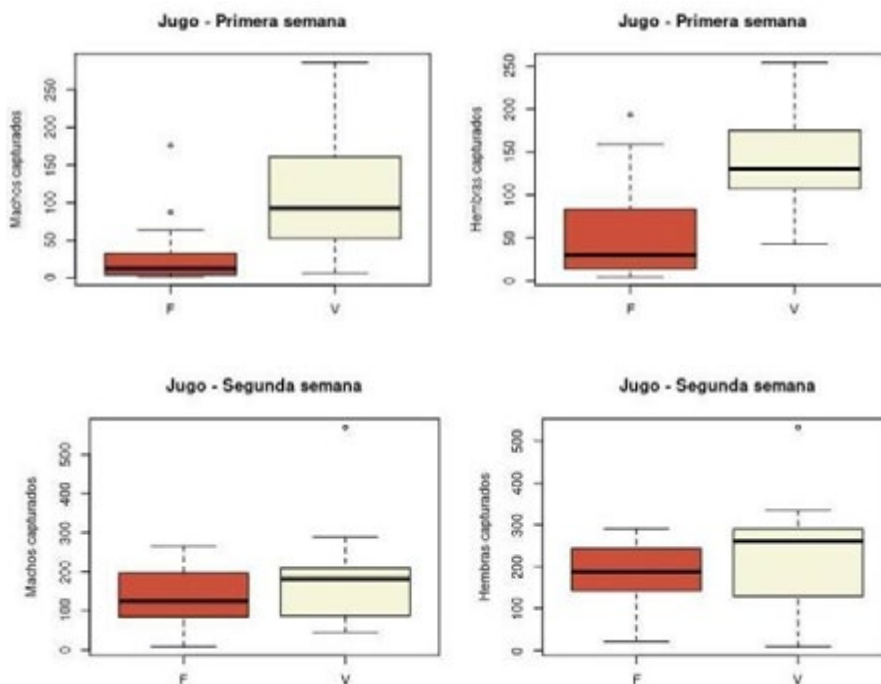 Jugo - Primera semana
Machos capturados
0 50 100 150 200 250
F V
Jugo - Primera semana
Hembras capturados
0 50 100 150 200 250
F V
Jugo - Segunda semana
Machos capturados
0 100 200 300 400 500
F V
Jugo - Segunda semana
Hembras capturados
0 100 200 300 400 500
F V